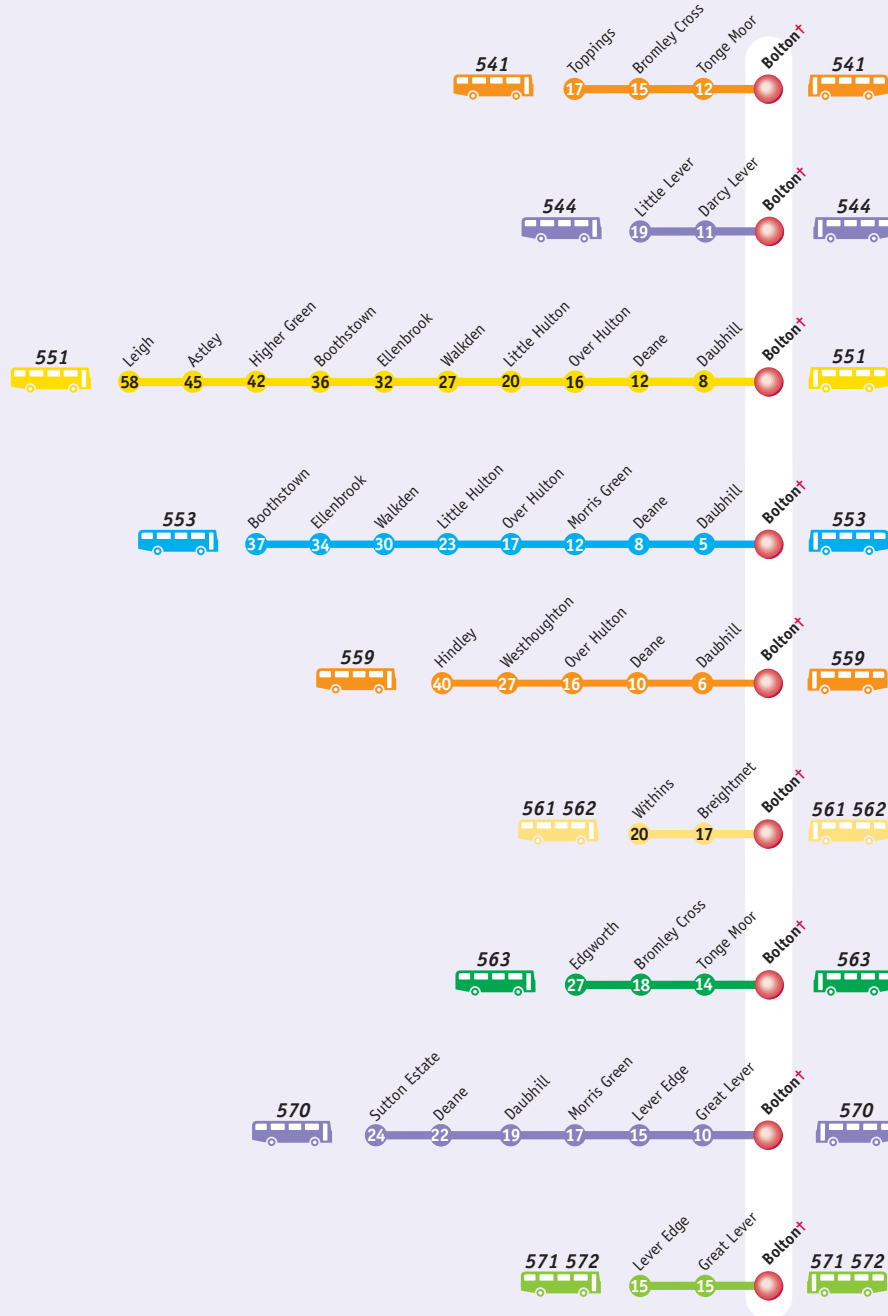 541
Toppings
Bromley Cross
Tonge Moor
Bolton†
541
17
15
12
544
Little Lever
Darcy Lever
Bolton†
544
19
11
551
Leigh
Astley
Higher Green
Boothstown
Ellenbrook
Walkden
Little Hulton
Over Hulton
Deane
Daubhill
Bolton†
551
58
45
42
36
32
27
20
16
12
8
553
Boothstown
Ellenbrook
Walkden
Little Hulton
Over Hulton
Morris Green
Deane
Daubhill
Bolton†
553
37
34
30
23
17
12
8
5
559
Hindley
Westhoughton
Over Hulton
Deane
Daubhill
Bolton†
559
40
27
16
10
6
561 562
Withins
Breightmet
Bolton†
561 562
20
17
563
Edgworth
Bromley Cross
Tonge Moor
Bolton†
563
27
18
14
570
Sutton Estate
Deane
Daubhill
Morris Green
Lever Edge
Great Lever
Bolton†
570
24
22
19
17
15
10
571 572
Lever Edge
Great Lever
Bolton†
571 572
15
15